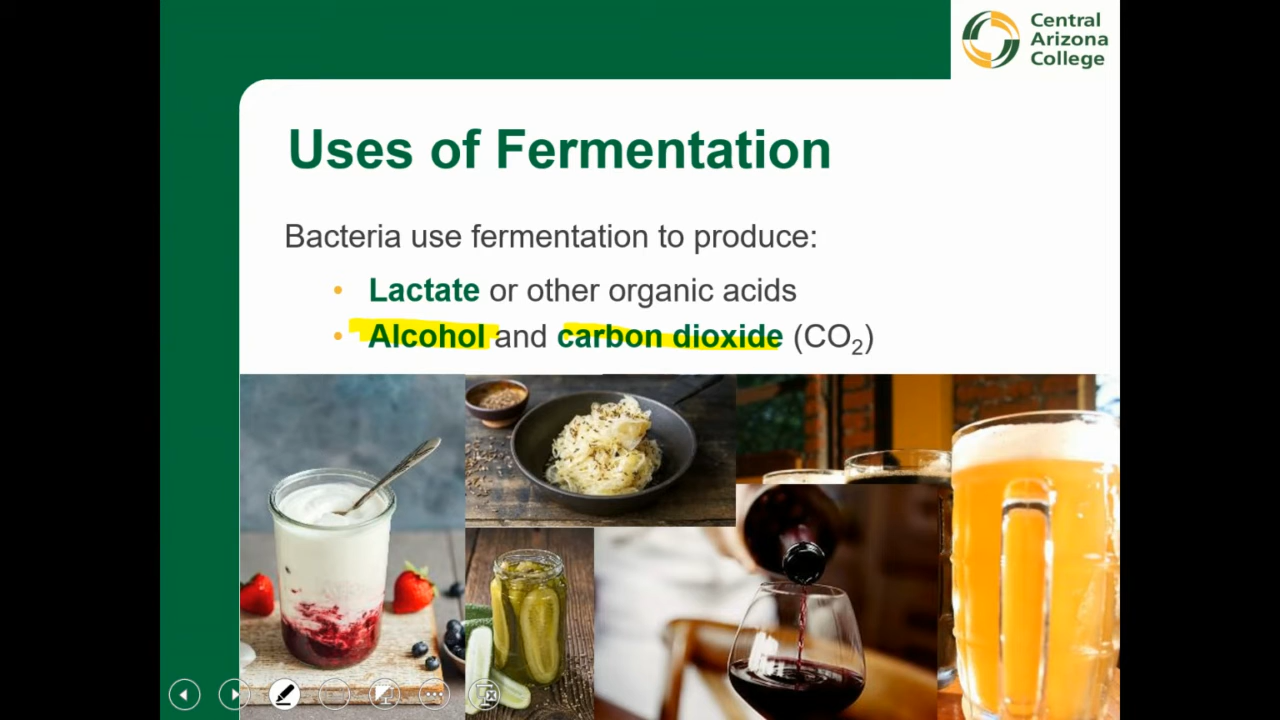 Central
Arizona
College
Uses of Fermentation
Bacteria use fermentation to produce:
• Lactate or other organic acids
• Alcohol and carbon dioxide (CO₂)